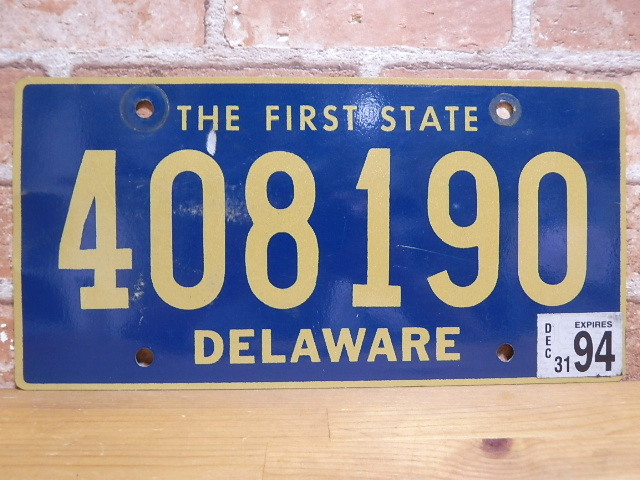 THE FIRST STATE
408190
DELAWARE
DEC 31 EXPIRES 94